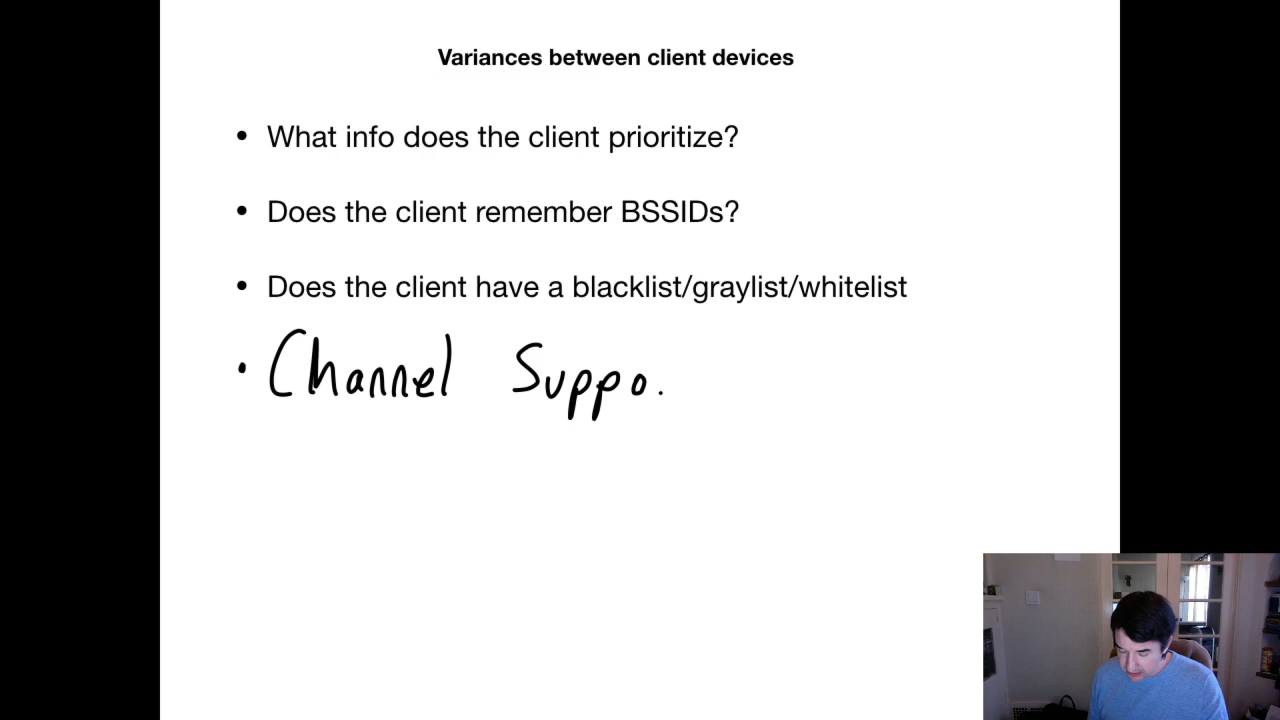 Variances between client devices
• What info does the client prioritize?
• Does the client remember BSSIDs?
• Does the client have a blacklist/graylist/whitelist
• Channel Suppo.